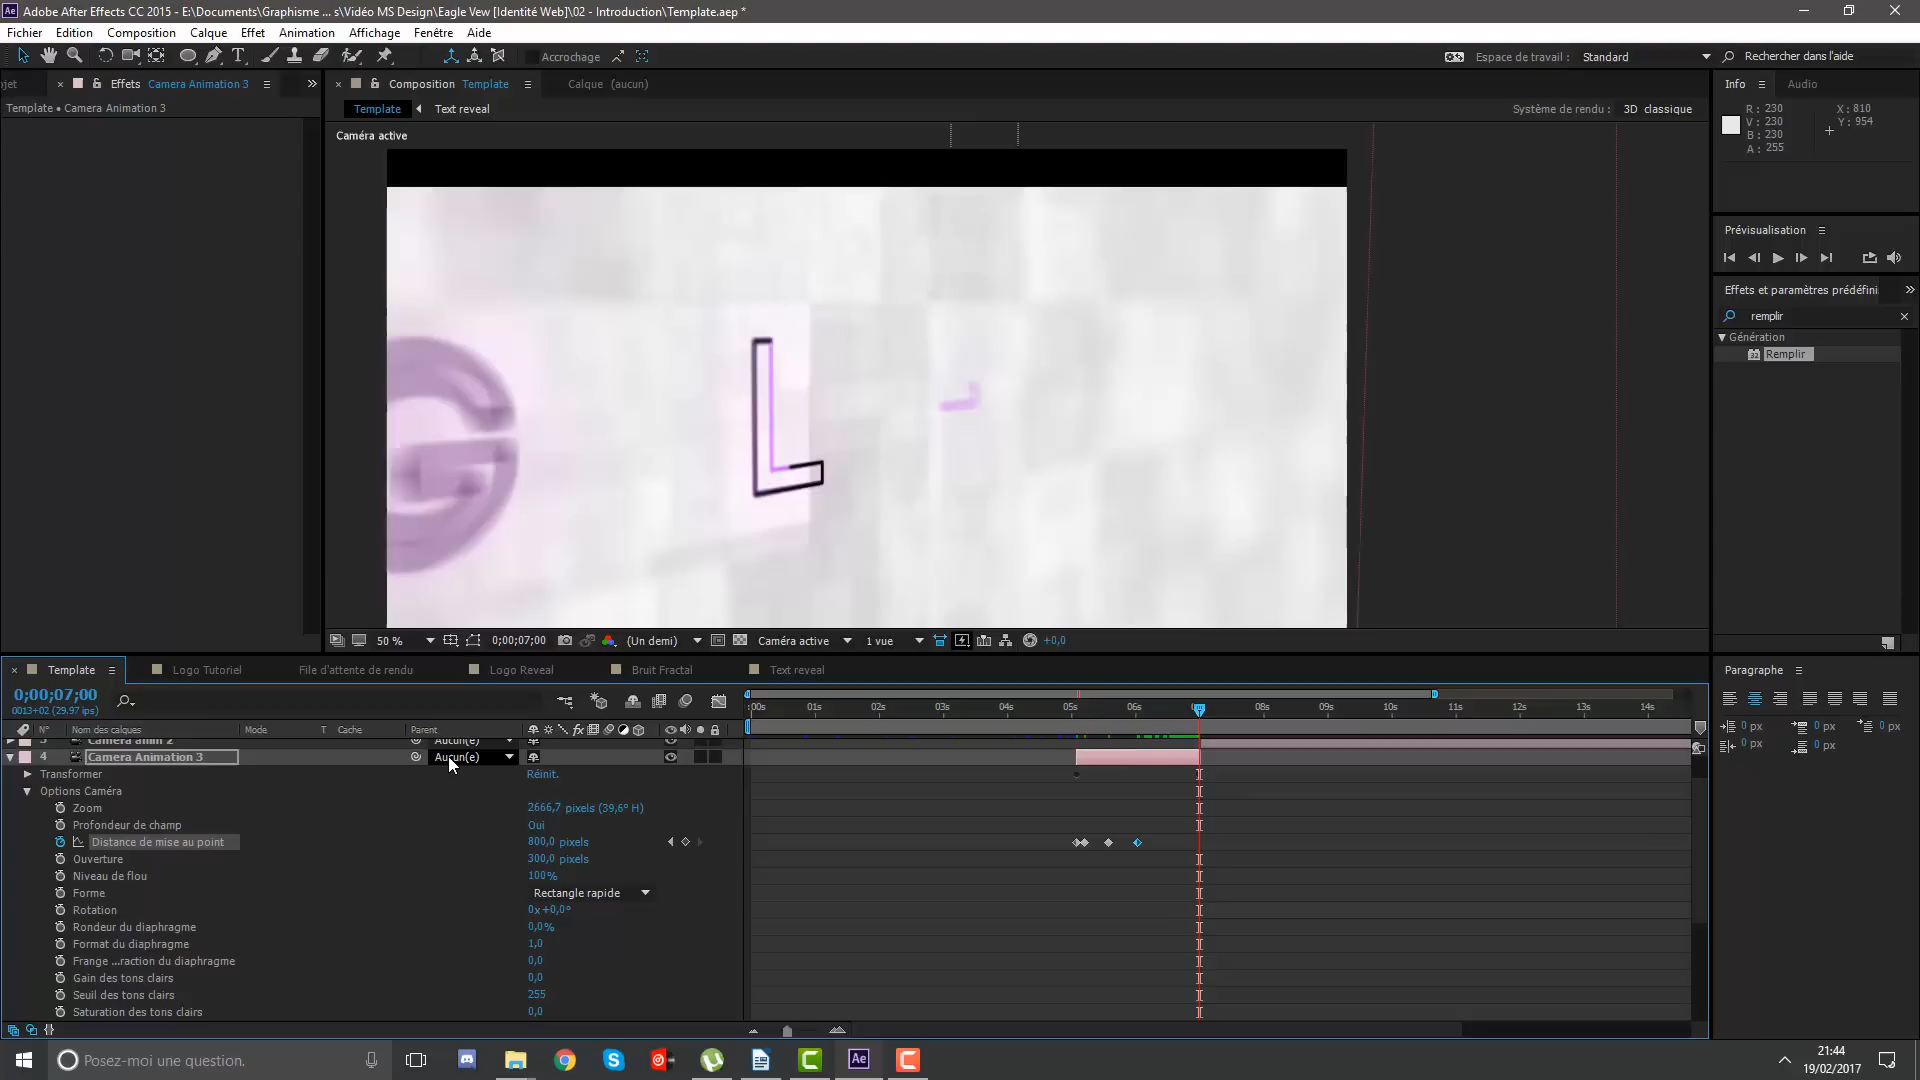 Adobe After Effects CC 2015 - E:\Documents\Graphisme ... s\Vidéo MS Design\Eagle Vew [Identité Web]\02 - Introduction\Template.aep *
Fichier Edition Composition Calque Effet Animation Affichage Fenêtre Aide
Accrochage
Espace de travail : Standard
Rechercher dans l'aide
jet
Effets Camera Animation 3
Template • Camera Animation 3
Composition Template
Calque (aucun)
Template Text reveal
Système de rendu : 3D classique
Caméra active
G
L
50 %
0;00;07;00
(Un demi)
Caméra active
1 vue
+0,0
Info Audio
R : 230
V : 230
B : 230
A : 255
X : 810
Y : 954
Prévisualisation
Effets et paramètres prédéfini
remplir
Génération
Remplir
Paragraphe
0 px 0 px 0 px
0 px 0 px
Template Logo Tutoriel File d'attente de rendu Logo Reveal Bruit Fractal Text reveal
0;00;07;00
0013+02 (29.97 ips)
:00s 01s 02s 03s 04s 05s 06s 08s 09s 10s 11s 12s 13s 14s
N° Nom des calques Mode T Cache Parent
3 Camera anim 2 Aucun(e)
4 Camera Animation 3 Aucun(e)
Transformer Réinit.
Options Caméra
Zoom 2666,7 pixels (39,6° H)
Profondeur de champ Oui
Distance de mise au point 800,0 pixels
Ouverture 300,0 pixels
Niveau de flou 100%
Forme Rectangle rapide
Rotation 0x+0,0°
Rondeur du diaphragme 0,0%
Format du diaphragme 1,0
Frange ...raction du diaphragme 0,0
Gain des tons clairs 0,0
Seuil des tons clairs 255
Saturation des tons clairs 0,0
Posez-moi une question.
21:44
19/02/2017